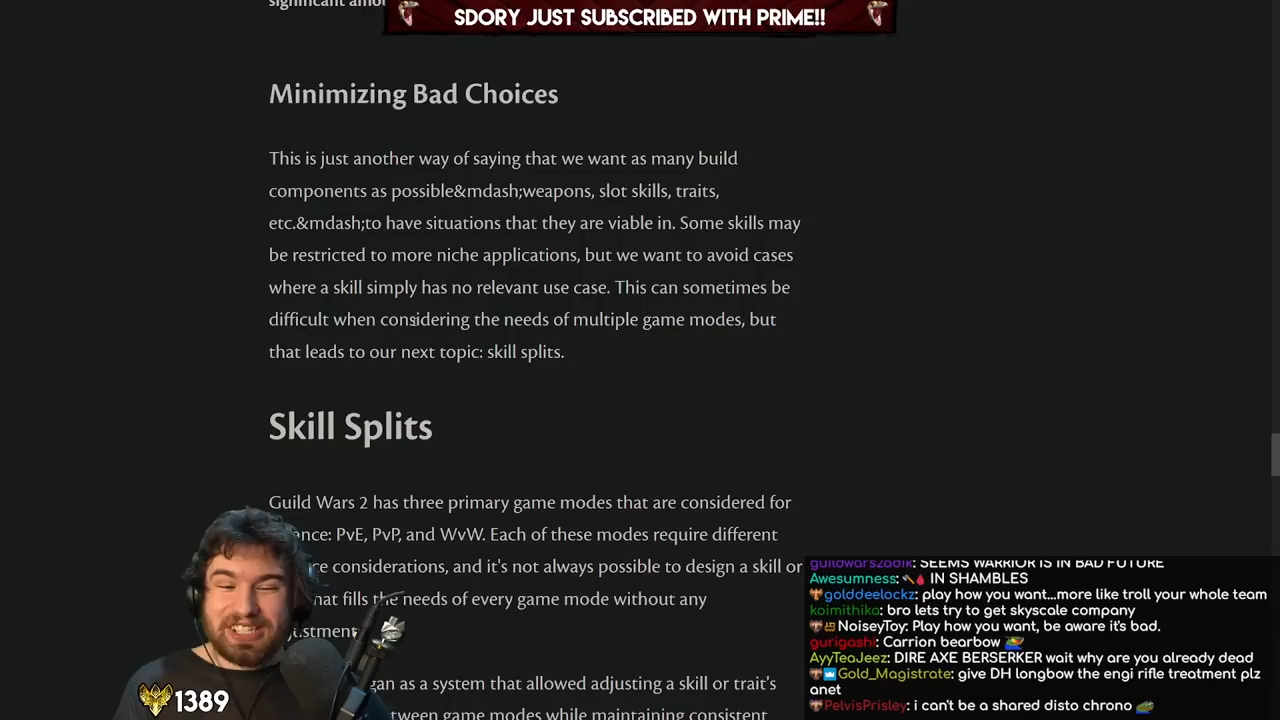 significant amo
SDORY JUST SUBSCRIBED WITH PRIME!!
Minimizing Bad Choices
This is just another way of saying that we want as many build
components as possible&mdash;weapons, slot skills, traits,
etc.&mdash;to have situations that they are viable in. Some skills may
be restricted to more niche applications, but we want to avoid cases
where a skill simply has no relevant use case. This can sometimes be
difficult when considering the needs of multiple game modes, but
that leads to our next topic: skill splits.
Skill Splits
Guild Wars 2 has three primary game modes that are considered for
ance: PvE, PvP, and WvW. Each of these modes require different
ce considerations, and it's not always possible to design a skill or
hat fills the needs of every game mode without any
justment
gan as a system that allowed adjusting a skill or trait's
tween game modes while maintaining consistent
1389
SEEMS WARRIOR IS IN BAD FUTURE
Awesumness: IN SHAMBLES
golddeelockz: play how you want...more like troll your whole team
koimithika: bro lets try to get skyscale company
NoiseyToy: Play how you want, be aware it's bad.
gurigashi: Carrion bearbow
AyyTeaJeez: DIRE AXE BERSERKER wait why are you already dead
Gold_Magistrate: give DH longbow the engi rifle treatment plz
anet
PelvisPrisley: i can't be a shared disto chrono